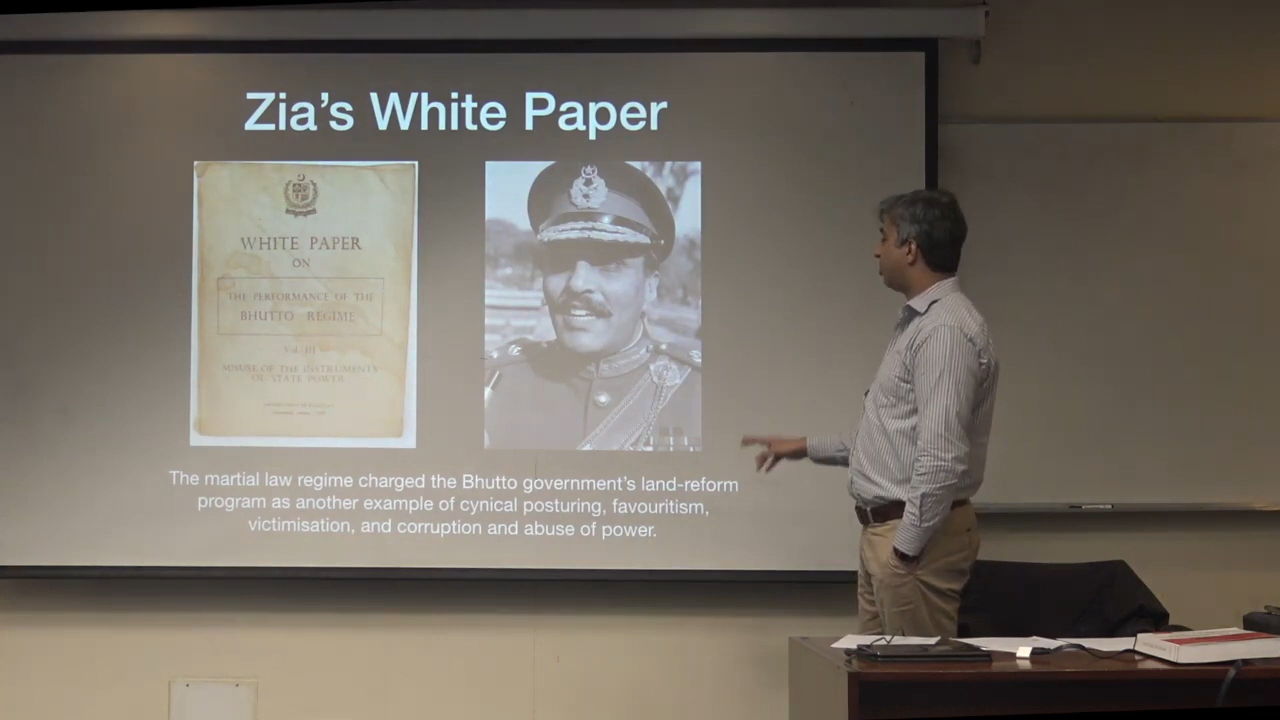 Zia's White Paper
WHITE PAPER
ON
THE PERFORMANCE OF THE
BHUTTO REGIME
Vol. III
MISUSE OF THE INSTRUMENTS
OF STATE POWER
The martial law regime charged the Bhutto government's land-reform
program as another example of cynical posturing, favouritism,
victimisation, and corruption and abuse of power.